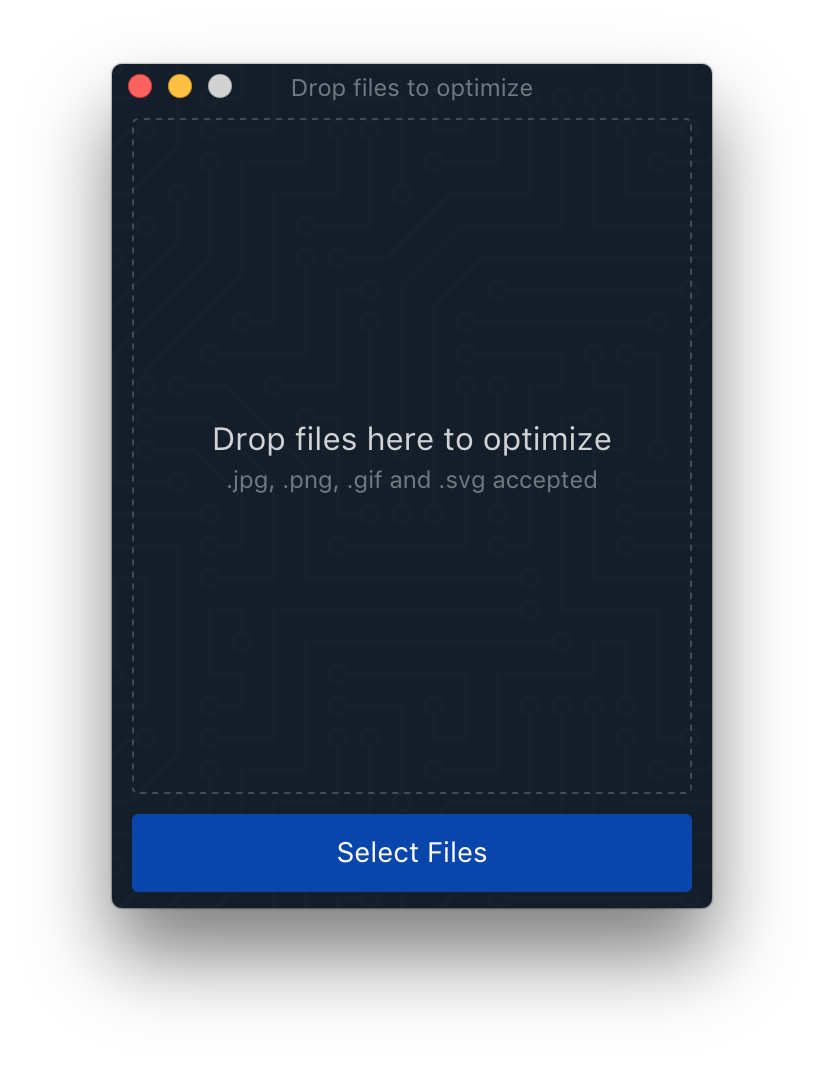 Drop files to optimize
Drop files here to optimize
.jpg, .png, .gif and .svg accepted
Select Files